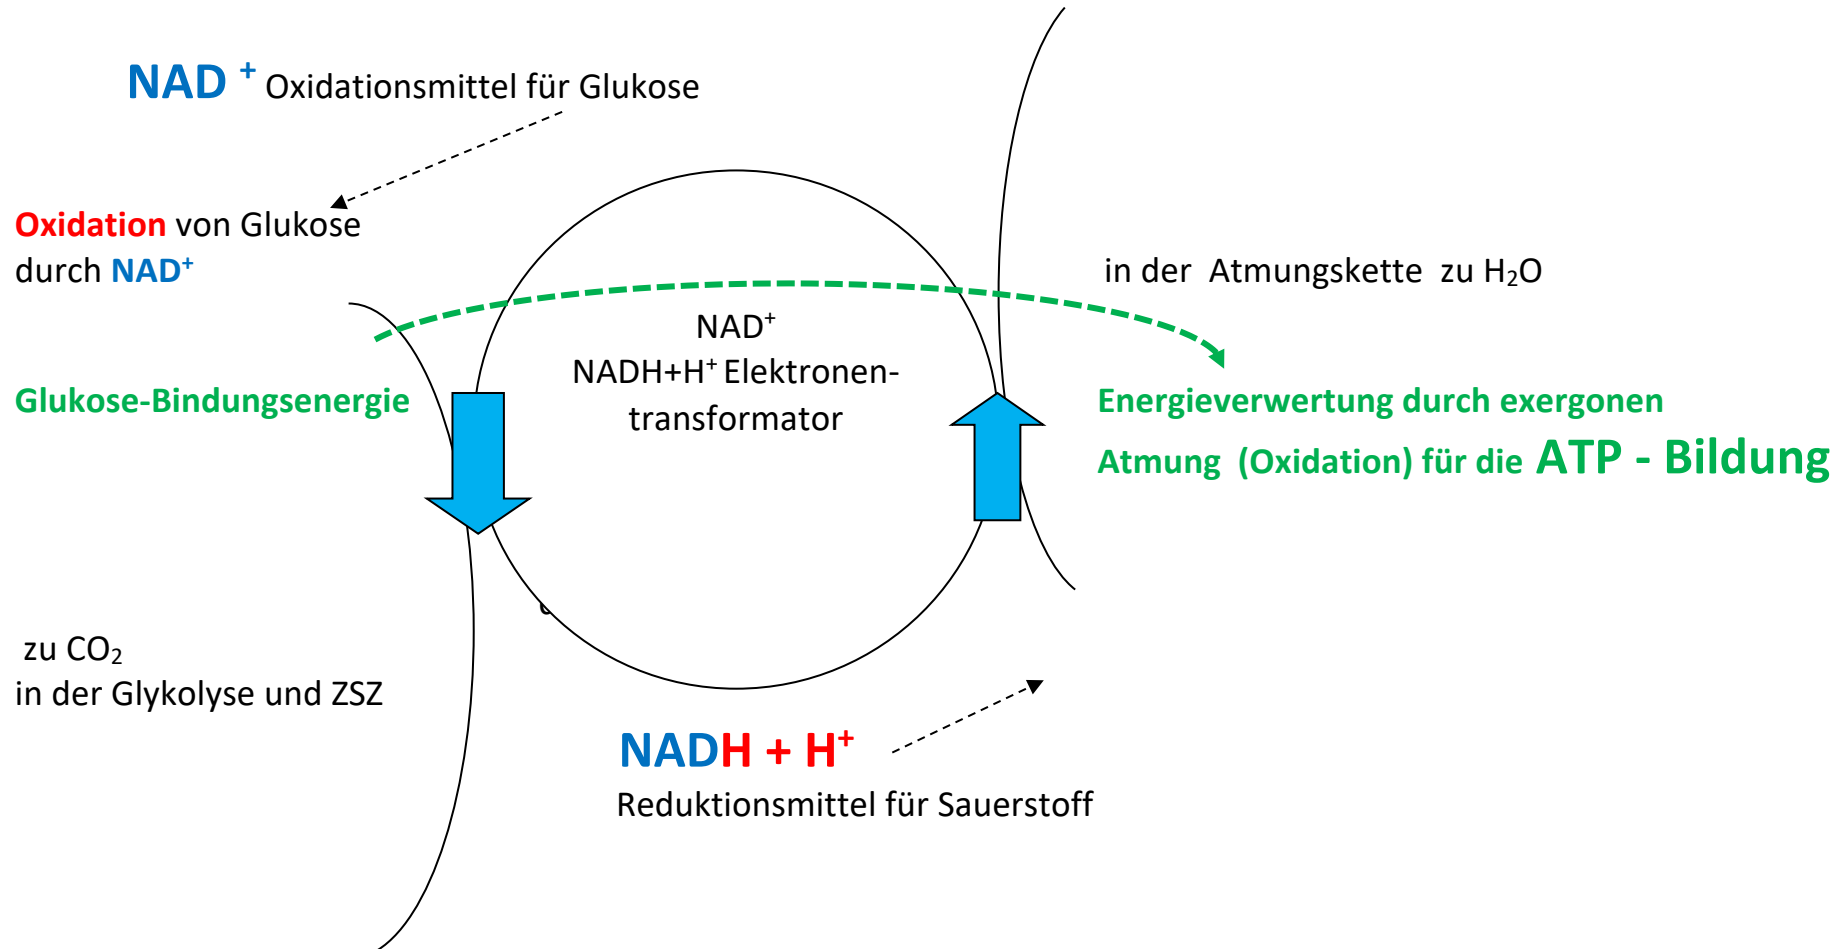 NAD + Oxidationsmittel für Glukose
Oxidation von Glukose
durch NAD+
in der Atmungskette zu H2O
NAD+
NADH+H+ Elektronen-
transformator
Glukose-Bindungsenergie
Energieverwertung durch exergonen
Atmung (Oxidation) für die ATP - Bildung
zu CO2
in der Glykolyse und ZSZ
NADH + H+
Reduktionsmittel für Sauerstoff